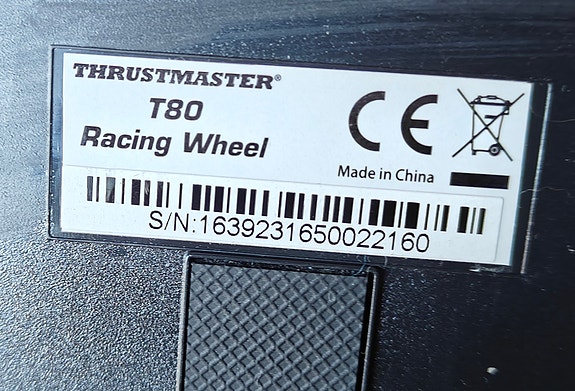 THRUSTMASTER®
T80
Racing Wheel
CE
Made in China
S/N:1639231650022160